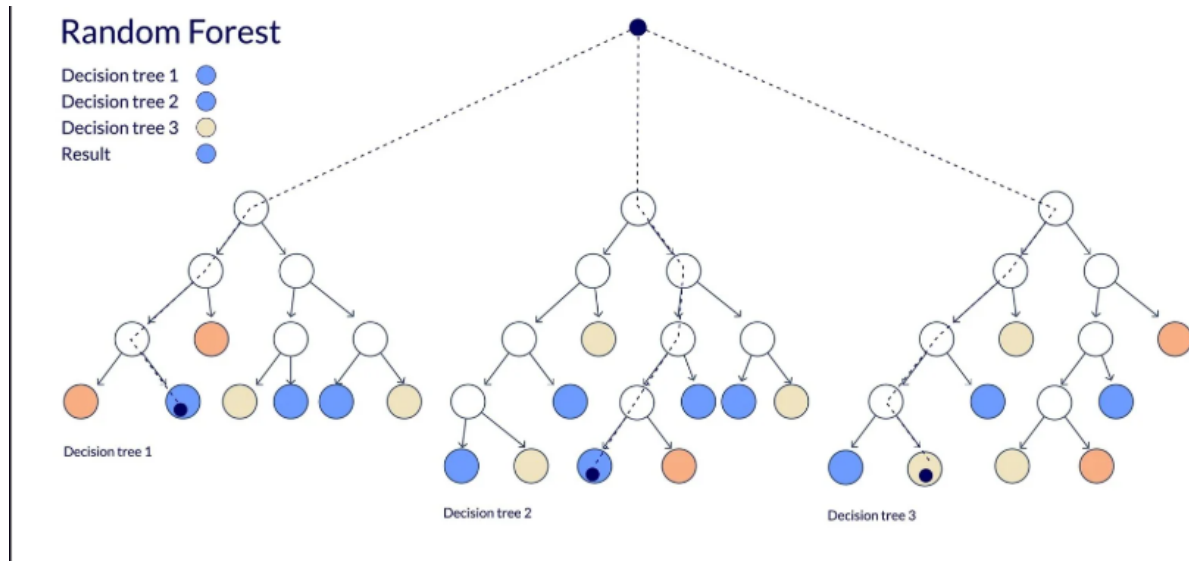 Random Forest
Decision tree 1
Decision tree 2
Decision tree 3
Result
Decision tree 1
Decision tree 2
Decision tree 3